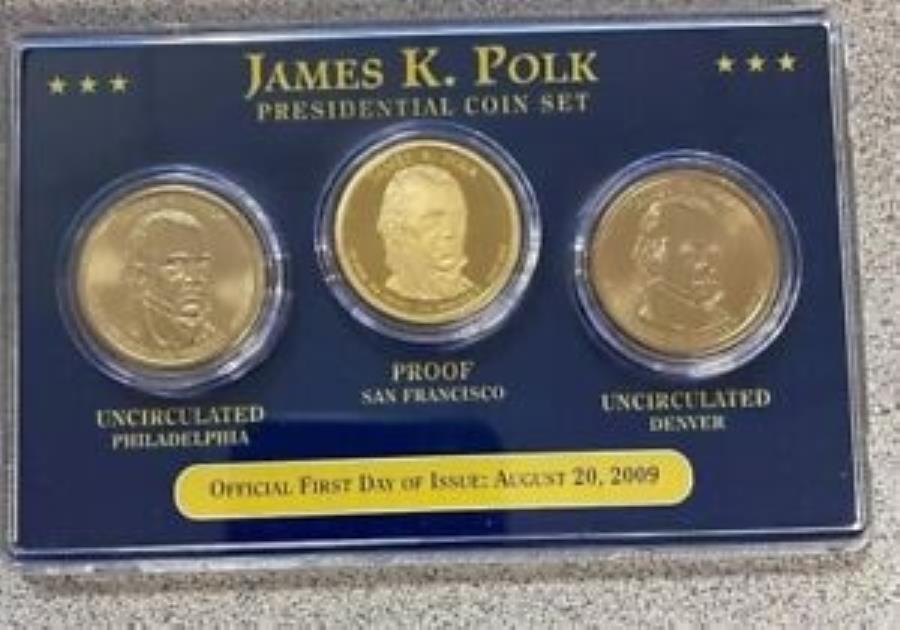 JAMES K. POLK
PRESIDENTIAL COIN SET
PROOF
SAN FRANCISCO
UNCIRCULATED
PHILADELPHIA
UNCIRCULATED
DENVER
OFFICIAL FIRST DAY OF ISSUE: AUGUST 20, 2009